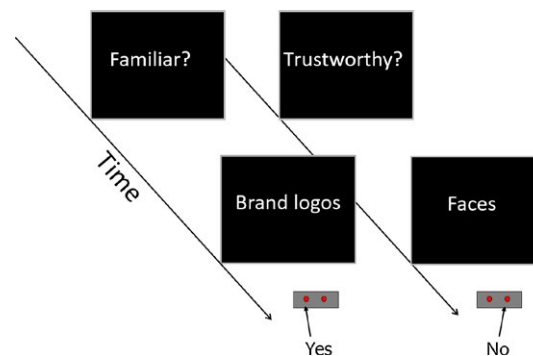 Familiar?
Trustworthy?
Time
Brand logos
Faces
Yes
No